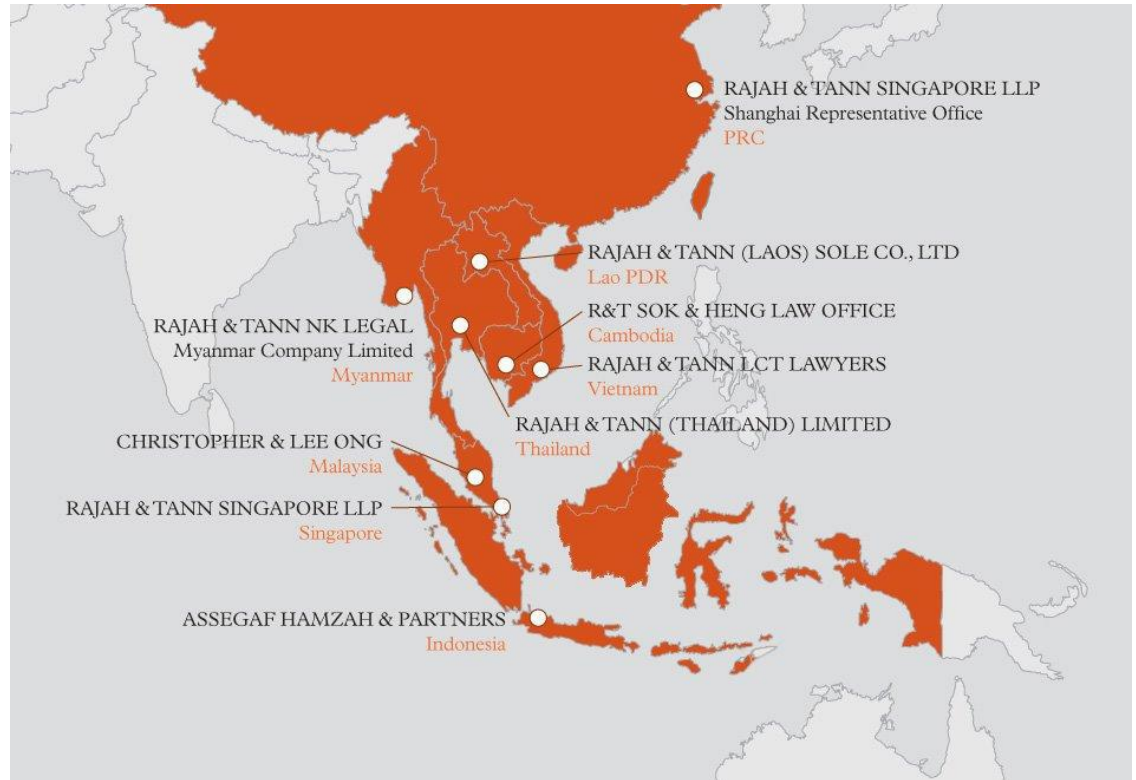 RAJAH & TANN SINGAPORE LLP
Shanghai Representative Office
PRC
RAJAH & TANN (LAOS) SOLE CO., LTD
Lao PDR
R&T SOK & HENG LAW OFFICE
Cambodia
RAJAH & TANN NK LEGAL
Myanmar Company Limited
Myanmar
RAJAH & TANN LCT LAWYERS
Vietnam
RAJAH & TANN (THAILAND) LIMITED
Thailand
CHRISTOPHER & LEE ONG
Malaysia
RAJAH & TANN SINGAPORE LLP
Singapore
ASSEGAF HAMZAH & PARTNERS
Indonesia